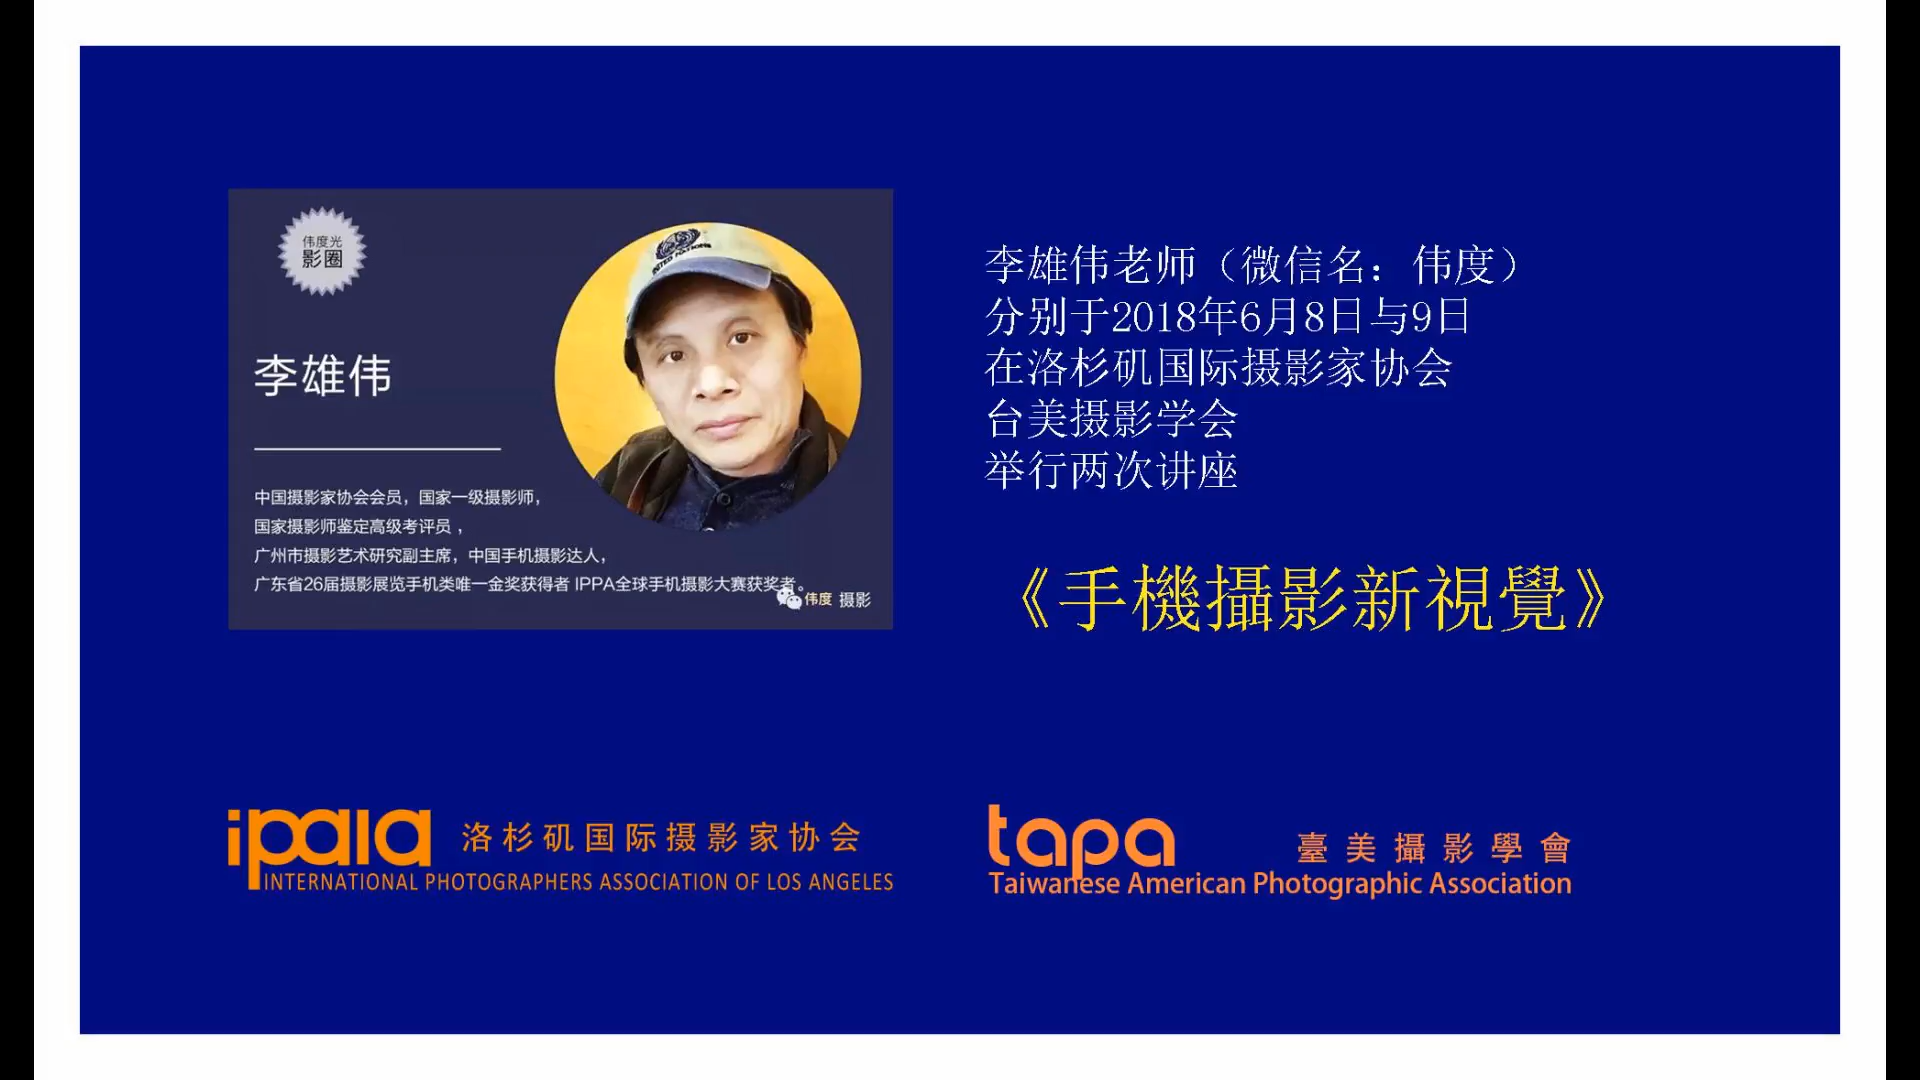 伟度光
影圈
李雄伟
中国摄影家协会会员，国家一级摄影师，
国家摄影师鉴定高级考评员，
广州市摄影艺术研究副主席，中国手机摄影达人，
广东省26届摄影展览手机类唯一金奖获得者 IPPA全球手机摄影大赛获奖者。
伟度 摄影
UNITED NATIONS
李雄伟老师（微信名：伟度）
分别于2018年6月8日与9日
在洛杉矶国际摄影家协会
台美摄影学会
举行两次讲座
《手機攝影新視覺》
ipala 洛杉矶国际摄影家协会
INTERNATIONAL PHOTOGRAPHERS ASSOCIATION OF LOS ANGELES
tapa 臺美攝影學會
Taiwanese American Photographic Association